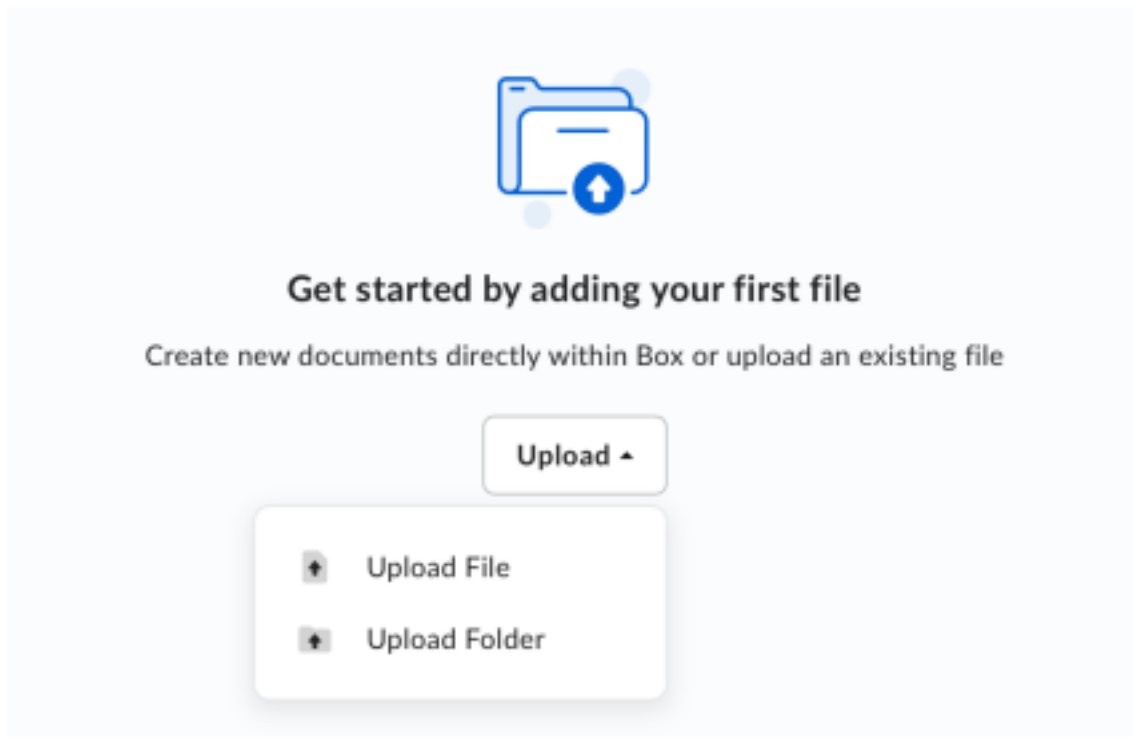 Get started by adding your first file
Create new documents directly within Box or upload an existing file
Upload
Upload File
Upload Folder